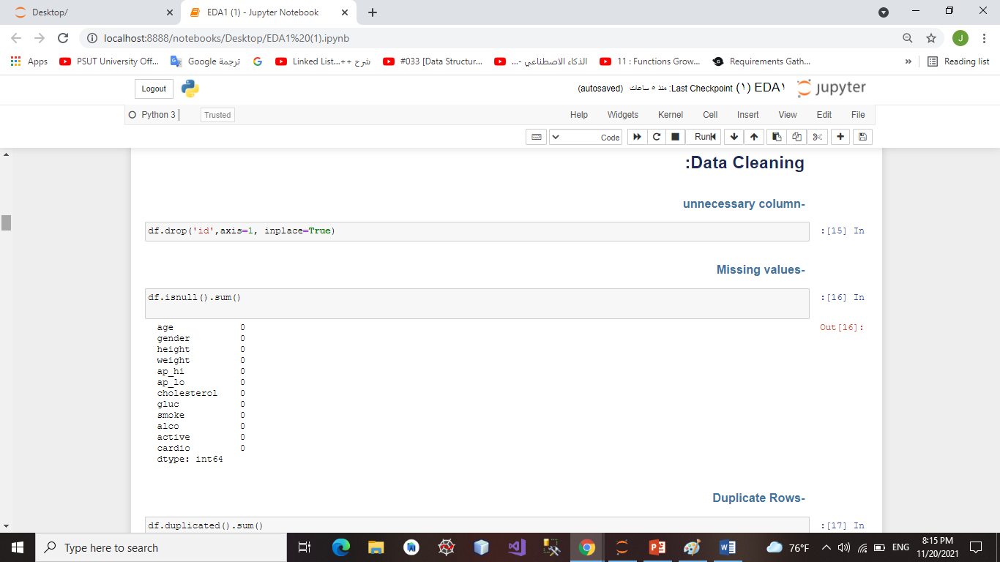 Desktop/
EDA1 (1) - Jupyter Notebook
localhost:8888/notebooks/Desktop/EDA1%20(1).ipynb
J
Apps
PSUT University Off...
Google ترجمة
Linked List...++شرح
#033 [Data Structur...
الذكاء الاصطناعي -...
11 : Functions Grow...
Requirements Gath...
»
Reading list
Logout
jupyter
EDA١ (١)
Last Checkpoint: منذ ٥ ساعات
(autosaved)
Python 3
Trusted
Help
Widgets
Kernel
Cell
Insert
View
Edit
File
Code
Run
:Data Cleaning
unnecessary column-
df.drop('id',axis=1, inplace=True)
:[15] In
Missing values-
df.isnull().sum()
:[16] In
Out[16]:
age 0
gender 0
height 0
weight 0
ap_hi 0
ap_lo 0
cholesterol 0
gluc 0
smoke 0
alco 0
active 0
cardio 0
dtype: int64
Duplicate Rows-
df.duplicated().sum()
:[17] In
Type here to search
76°F
ENG
8:15 PM
11/20/2021